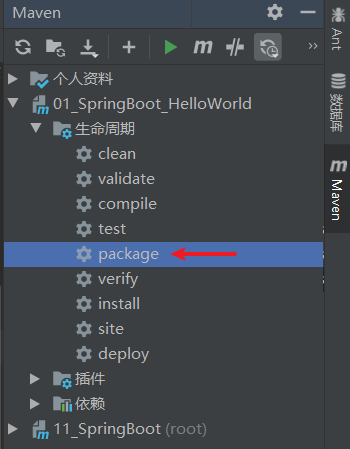 Maven
个人资料
01_SpringBoot_HelloWorld
生命周期
clean
validate
compile
test
package
verify
install
site
deploy
插件
依赖
11_SpringBoot (root)
Ant
数据库
Maven